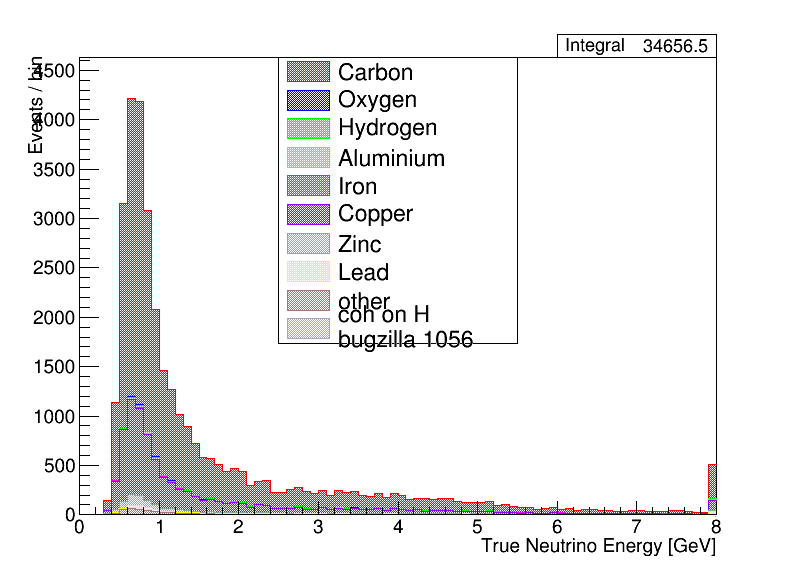 Integral 34656.5
Events / bin
4500
4000
3500
3000
2500
2000
1500
1000
500
0
Carbon
Oxygen
Hydrogen
Aluminium
Iron
Copper
Zinc
Lead
other
coh on H
bugzilla 1056
0 1 2 3 4 5 6 7 8
True Neutrino Energy [GeV]